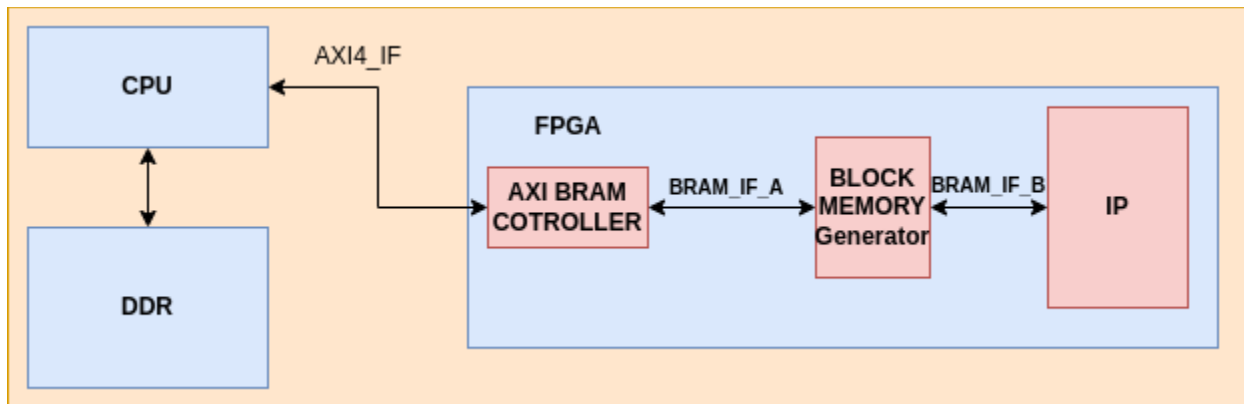 CPU
AXI4_IF
FPGA
AXI BRAM
COTROLLER
BRAM_IF_A
BLOCK
MEMORY
Generator
BRAM_IF_B
IP
DDR